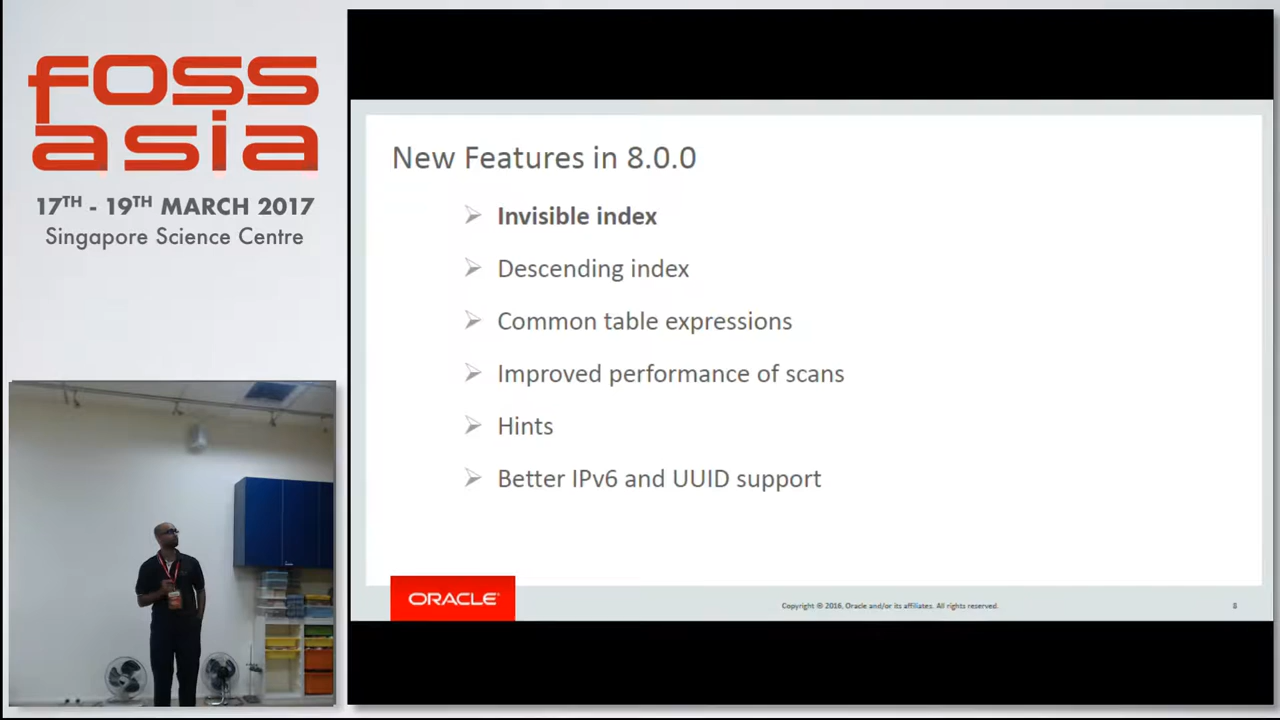 foss
asia
17TH - 19TH MARCH 2017
Singapore Science Centre
New Features in 8.0.0
Invisible index
Descending index
Common table expressions
Improved performance of scans
Hints
Better IPv6 and UUID support
ORACLE
Copyright © 2016, Oracle and/or its affiliates. All rights reserved.